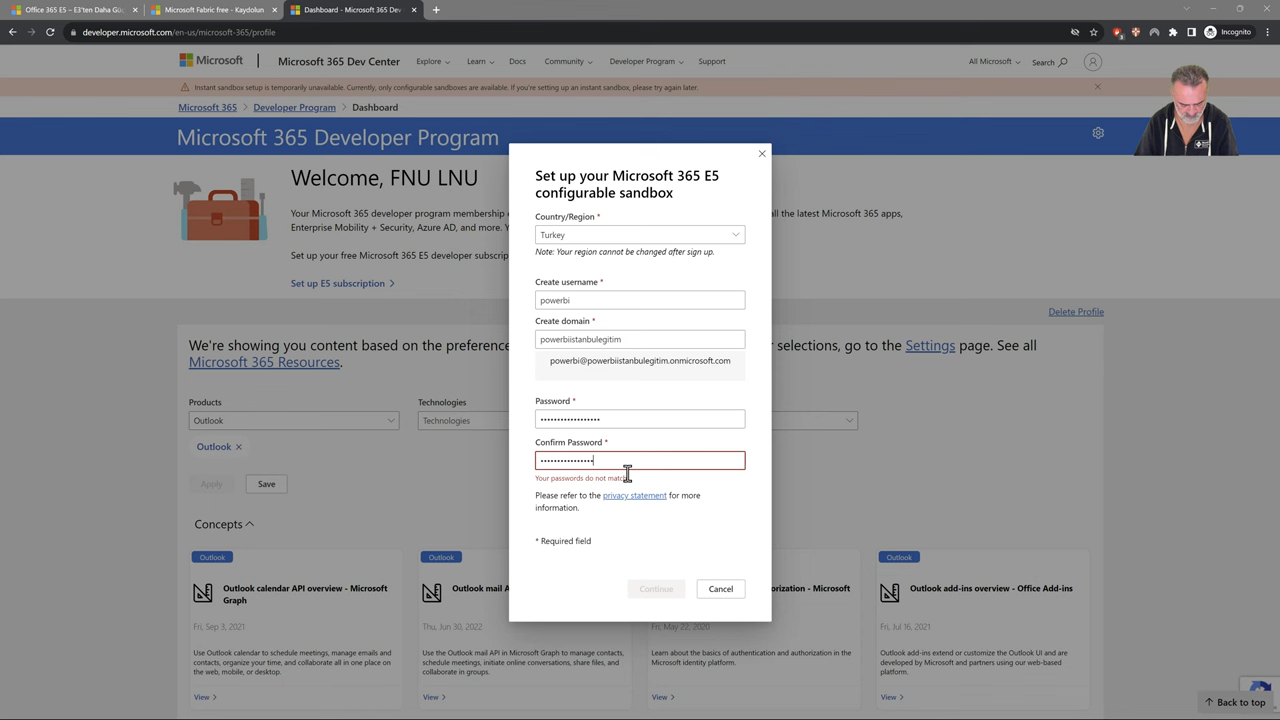 Office 365 E5 – E3'ten Daha Gü
Microsoft Fabric free - Kaydolun
Dashboard - Microsoft 365 Dev
developer.microsoft.com/en-us/microsoft-365/profile
Incognito
Microsoft
Microsoft 365 Dev Center
Explore
Learn
Docs
Community
Developer Program
Support
All Microsoft
Search
Instant sandbox setup is temporarily unavailable. Currently, only configurable sandboxes are available. If you're setting up an instant sandbox, please try again later.
Microsoft 365 > Developer Program > Dashboard
Microsoft 365 Developer Program
Welcome, FNU LNU
Your Microsoft 365 developer program membership
all the latest Microsoft 365 apps,
Enterprise Mobility + Security, Azure AD, and more.
Set up your free Microsoft 365 E5 developer subscrip
Set up E5 subscription
Delete Profile
We're showing you content based on the preference
r selections, go to the Settings page. See all
Microsoft 365 Resources.
Products
Technologies
Outlook
Technologies
Outlook
Apply
Save
Concepts
Set up your Microsoft 365 E5
configurable sandbox
Country/Region *
Turkey
Note: Your region cannot be changed after sign up.
Create username *
powerbi
Create domain *
powerbiistanbulegitim
powerbi@powerbiistanbulegitim.onmicrosoft.com
Password *
Confirm Password *
Your passwords do not match
Please refer to the privacy statement for more
information.
* Required field
Continue
Cancel
Outlook
Outlook calendar API overview - Microsoft
Graph
Fri, Sep 3, 2021
Use Outlook calendar to schedule meetings, manage emails and
contacts, organize your time, and collaborate all in one place on
the web, mobile, or desktop.
View
Outlook
Outlook mail A
Thu, Jun 30, 2022
Use the Outlook mail API in Microsoft Graph to manage emails,
schedule meetings, initiate online conversations, share files, and
collaborate in groups.
View
orization - Microsoft
Fri, May 22, 2020
Learn about the basics of authentication and authorization in the
Microsoft identity platform.
View
Outlook
Outlook add-ins overview - Office Add-ins
Fri, Jul 16, 2021
Outlook add-ins extend or customize the Outlook UI and are
developed by Microsoft and partners using our web-based
platform.
View
Back to top